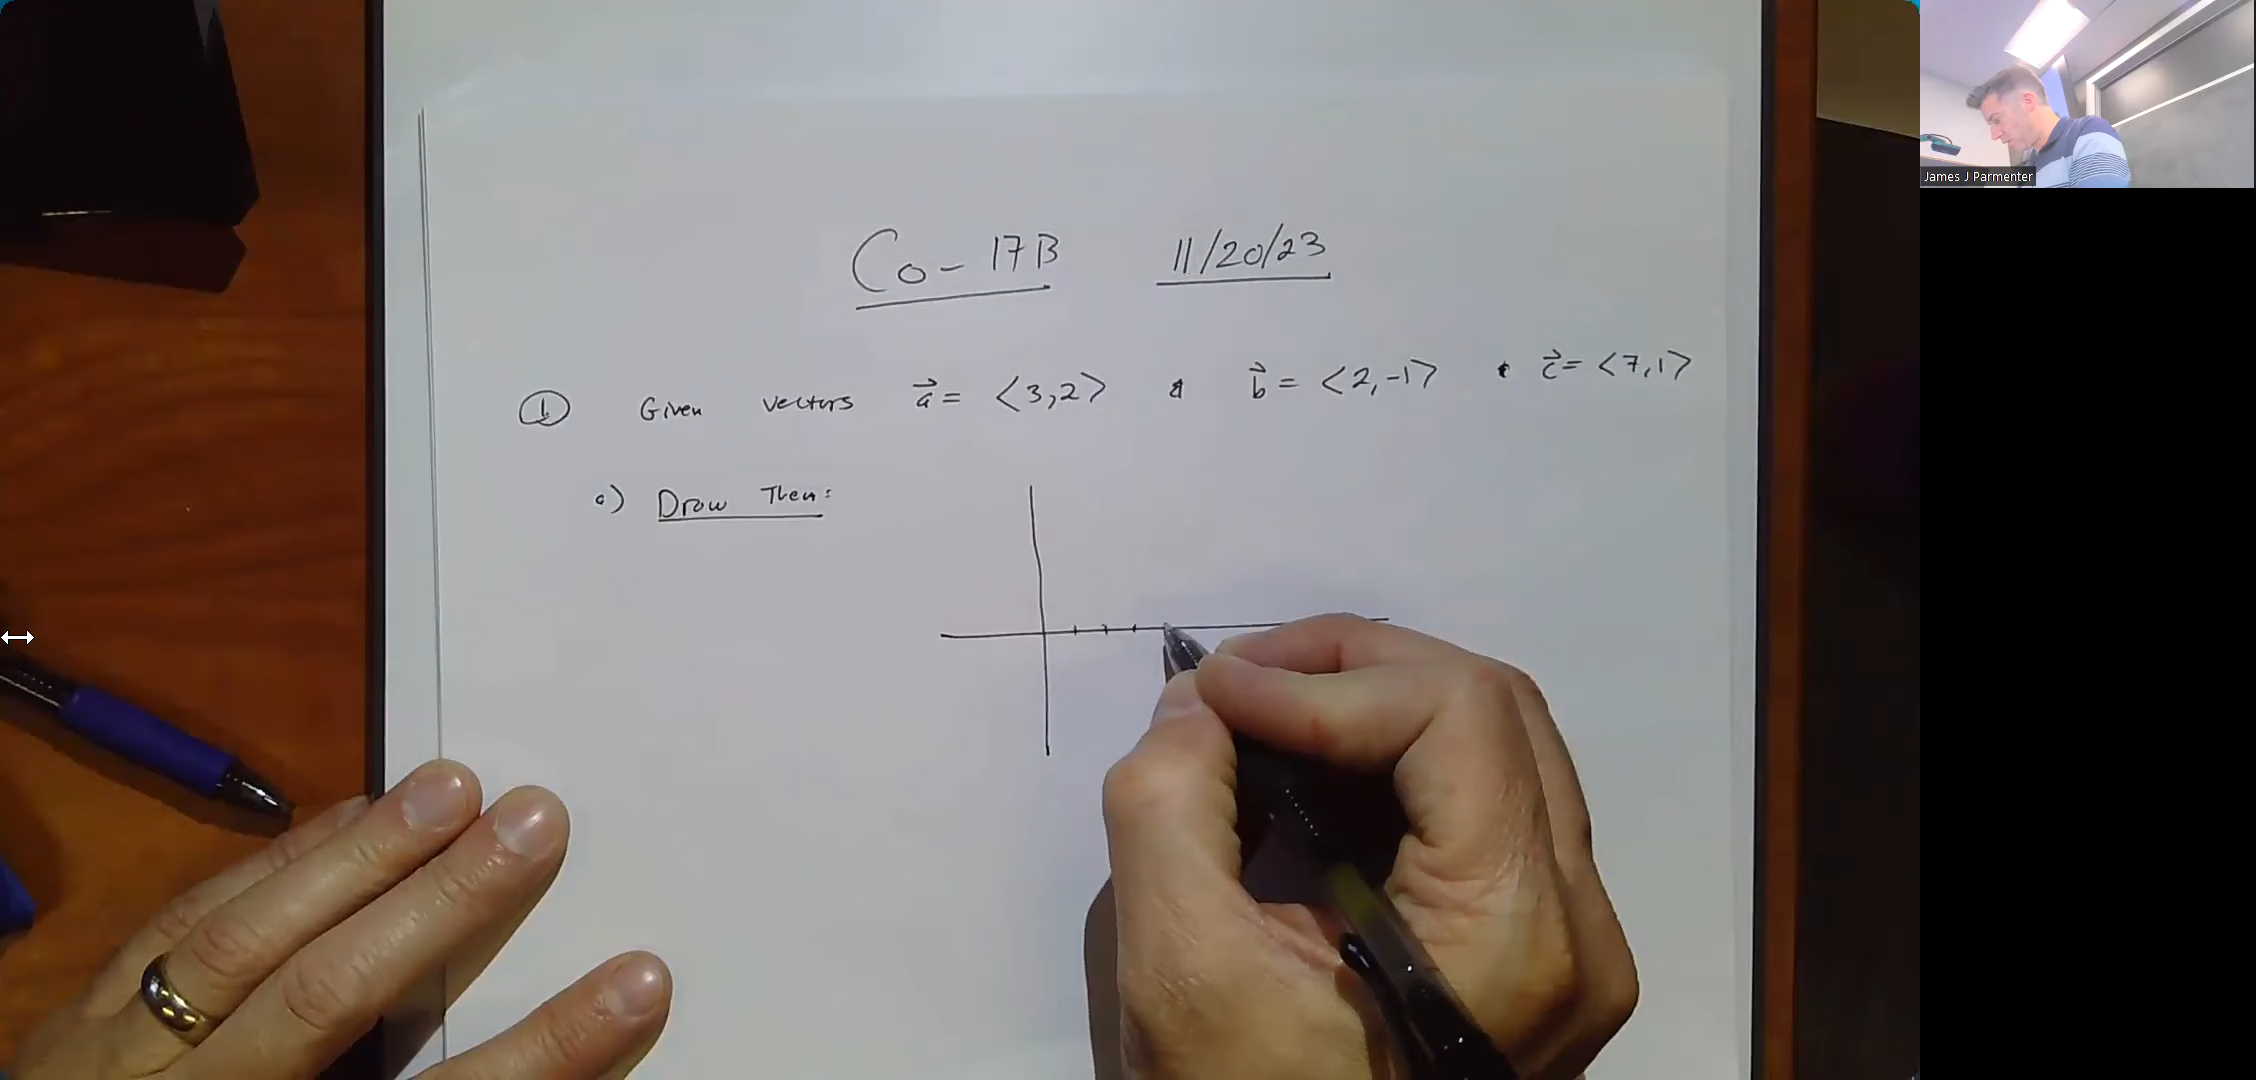 Co-17B 11/20/23
① Given vectors a⃗ = <3,2> & b⃗ = <2,-1> & c⃗ = <7,1>
a) Draw Them:
James J Parmenter